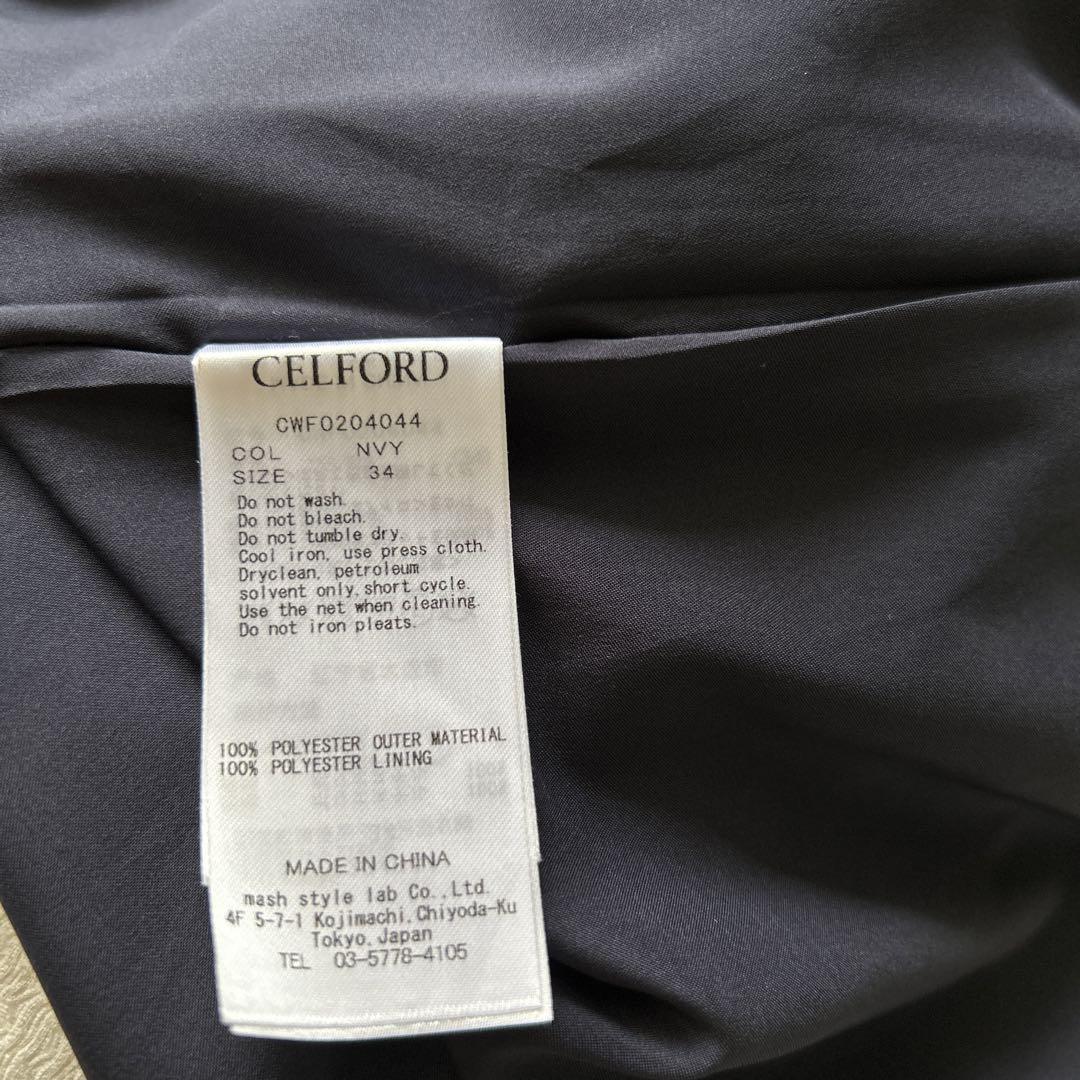 CELFORD
CWF0204044
COL NVY
SIZE 34
Do not wash.
Do not bleach.
Do not tumble dry.
Cool iron, use press cloth.
Dryclean, petroleum
solvent only, short cycle.
Use the net when cleaning.
Do not iron pleats.
100% POLYESTER OUTER MATERIAL
100% POLYESTER LINING
MADE IN CHINA
mash style lab Co.,Ltd.
4F 5-7-1 Kojimachi,Chiyoda-Ku
Tokyo,Japan
TEL 03-5778-4105